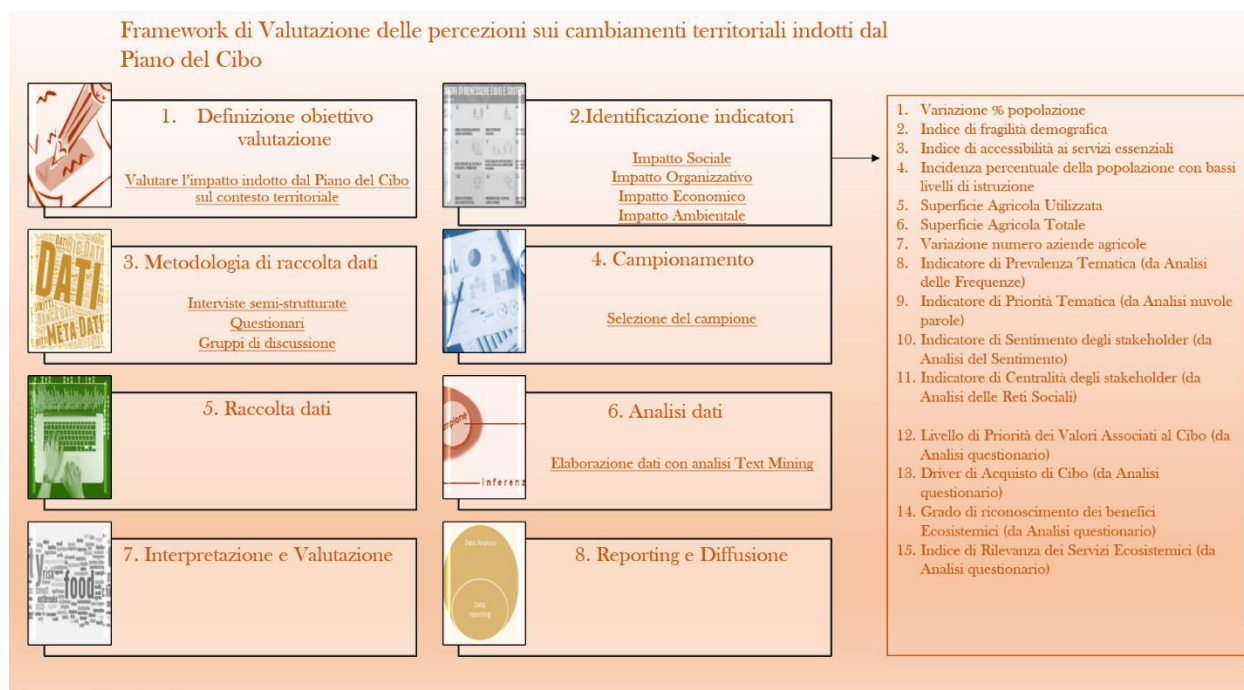 Framework di Valutazione delle percezioni sui cambiamenti territoriali indotti dal
Piano del Cibo
1. Definizione obiettivo
valutazione
Valutare l'impatto indotto dal Piano del Cibo
sul contesto territoriale
2.Identificazione indicatori
Impatto Sociale
Impatto Organizzativo
Impatto Economico
Impatto Ambientale
DATI
BIG-DATA
META-DATI
3. Metodologia di raccolta dati
Interviste semi-strutturate
Questionari
Gruppi di discussione
4. Campionamento
Selezione del campione
5. Raccolta dati
inferenz
6. Analisi dati
Elaborazione dati con analisi Text Mining
risk
food
outbreaks
7. Interpretazione e Valutazione
Data Analysis
Data
reporting
8. Reporting e Diffusione
1. Variazione % popolazione
2. Indice di fragilità demografica
3. Indice di accessibilità ai servizi essenziali
4. Incidenza percentuale della popolazione con bassi
livelli di istruzione
5. Superficie Agricola Utilizzata
6. Superficie Agricola Totale
7. Variazione numero aziende agricole
8. Indicatore di Prevalenza Tematica (da Analisi
delle Frequenze)
9. Indicatore di Priorità Tematica (da Analisi nuvole
parole)
10. Indicatore di Sentimento degli stakeholder (da
Analisi del Sentimento)
11. Indicatore di Centralità degli stakeholder (da
Analisi delle Reti Sociali)
12. Livello di Priorità dei Valori Associati al Cibo (da
Analisi questionario)
13. Driver di Acquisto di Cibo (da Analisi
questionario)
14. Grado di riconoscimento dei benefici
Ecosistemici (da Analisi questionario)
15. Indice di Rilevanza dei Servizi Ecosistemici (da
Analisi questionario)